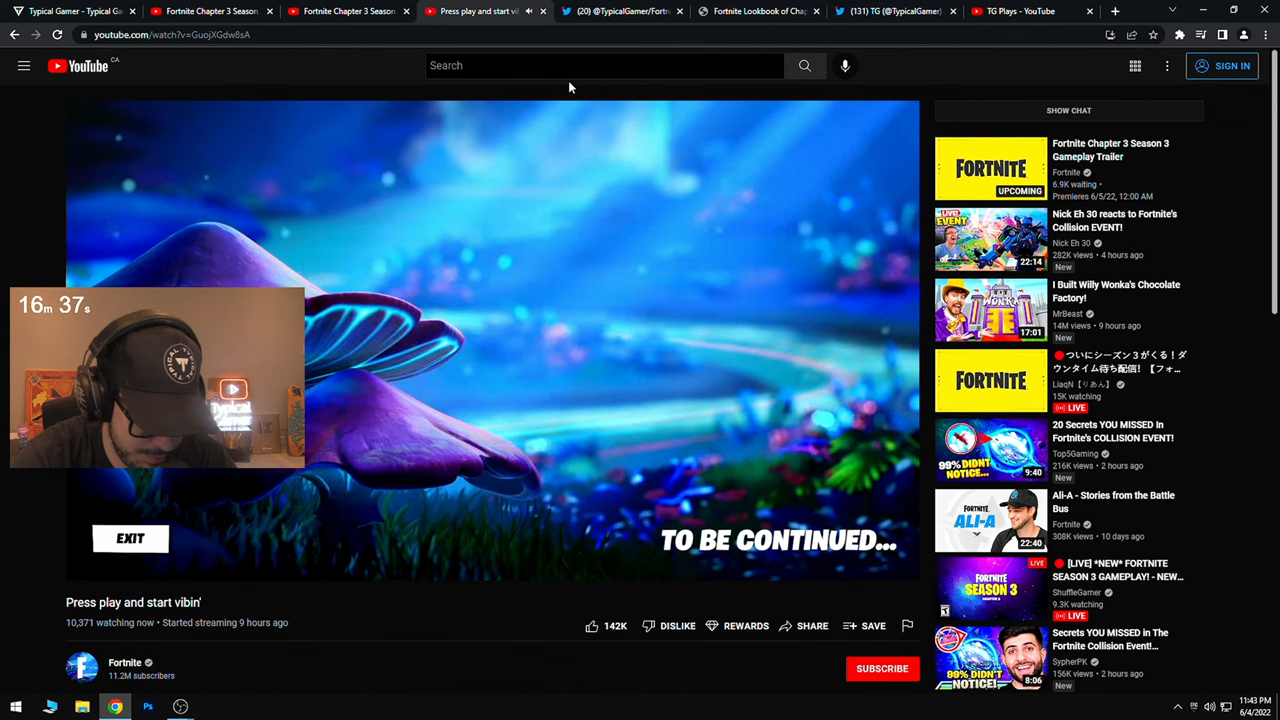 Typical Gamer - Typical G
Fortnite Chapter 3 Season
Fortnite Chapter 3 Season
Press play and start vib
(20) @TypicalGamer/Fortn
Fortnite Lookbook of Chap
(131) TG (@TypicalGamer)
TG Plays - YouTube
youtube.com/watch?v=GuojXGdw8sA
YouTube CA
Search
SIGN IN
SHOW CHAT
FORTNITE
UPCOMING
Fortnite Chapter 3 Season 3
Gameplay Trailer
Fortnite
6.9K waiting •
Premieres 6/5/22, 12:00 AM
LIVE!
EVENT
22:14
Nick Eh 30 reacts to Fortnite's
Collision EVENT!
Nick Eh 30
282K views • 4 hours ago
New
WONKA
17:01
I Built Willy Wonka's Chocolate
Factory!
MrBeast
14M views • 9 hours ago
New
FORTNITE
ついにシーズン３がくる！ダ
ウンタイム待ち配信！【フォ...
LiaqN【りあん】
15K watching
LIVE
99% DIDNT
NOTICE...
9:40
20 Secrets YOU MISSED In
Fortnite's COLLISION EVENT!
Top5Gaming
216K views • 2 hours ago
New
FORTNITE
ALI-A
22:40
Ali-A - Stories from the Battle
Bus
Fortnite
308K views • 10 days ago
LIVE
FORTNITE
SEASON 3
[LIVE] *NEW* FORTNITE
SEASON 3 GAMEPLAY! - NEW...
ShuffleGamer
9.3K watching
LIVE
99% DIDN'T
NOTICE!
8:06
Secrets YOU MISSED in The
Fortnite Collision Event!...
SypherPK
156K views • 2 hours ago
New
16m 37s
Typical
EXIT
TO BE CONTINUED...
Press play and start vibin'
10,371 watching now • Started streaming 9 hours ago
142K
DISLIKE
REWARDS
SHARE
SAVE
Fortnite
11.2M subscribers
SUBSCRIBE
Ps
11:43 PM
6/4/2022